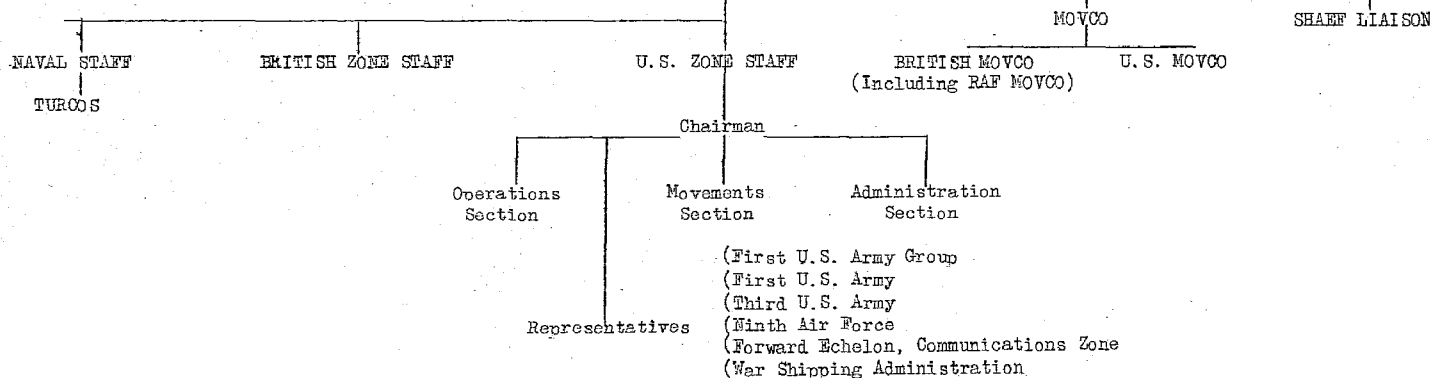 MOVCO
SHAEF LIAISON
NAVAL STAFF
BRITISH ZONE STAFF
U.S. ZONE STAFF
BRITISH MOVCO
U.S. MOVCO
(Including RAF MOVCO)
TURCOS
Chairman
Operations
Section
Movements
Section
Administration
Section
Representatives
(First U.S. Army Group
(First U.S. Army
(Third U.S. Army
(Ninth Air Force
(Forward Echelon, Communications Zone
(War Shipping Administration